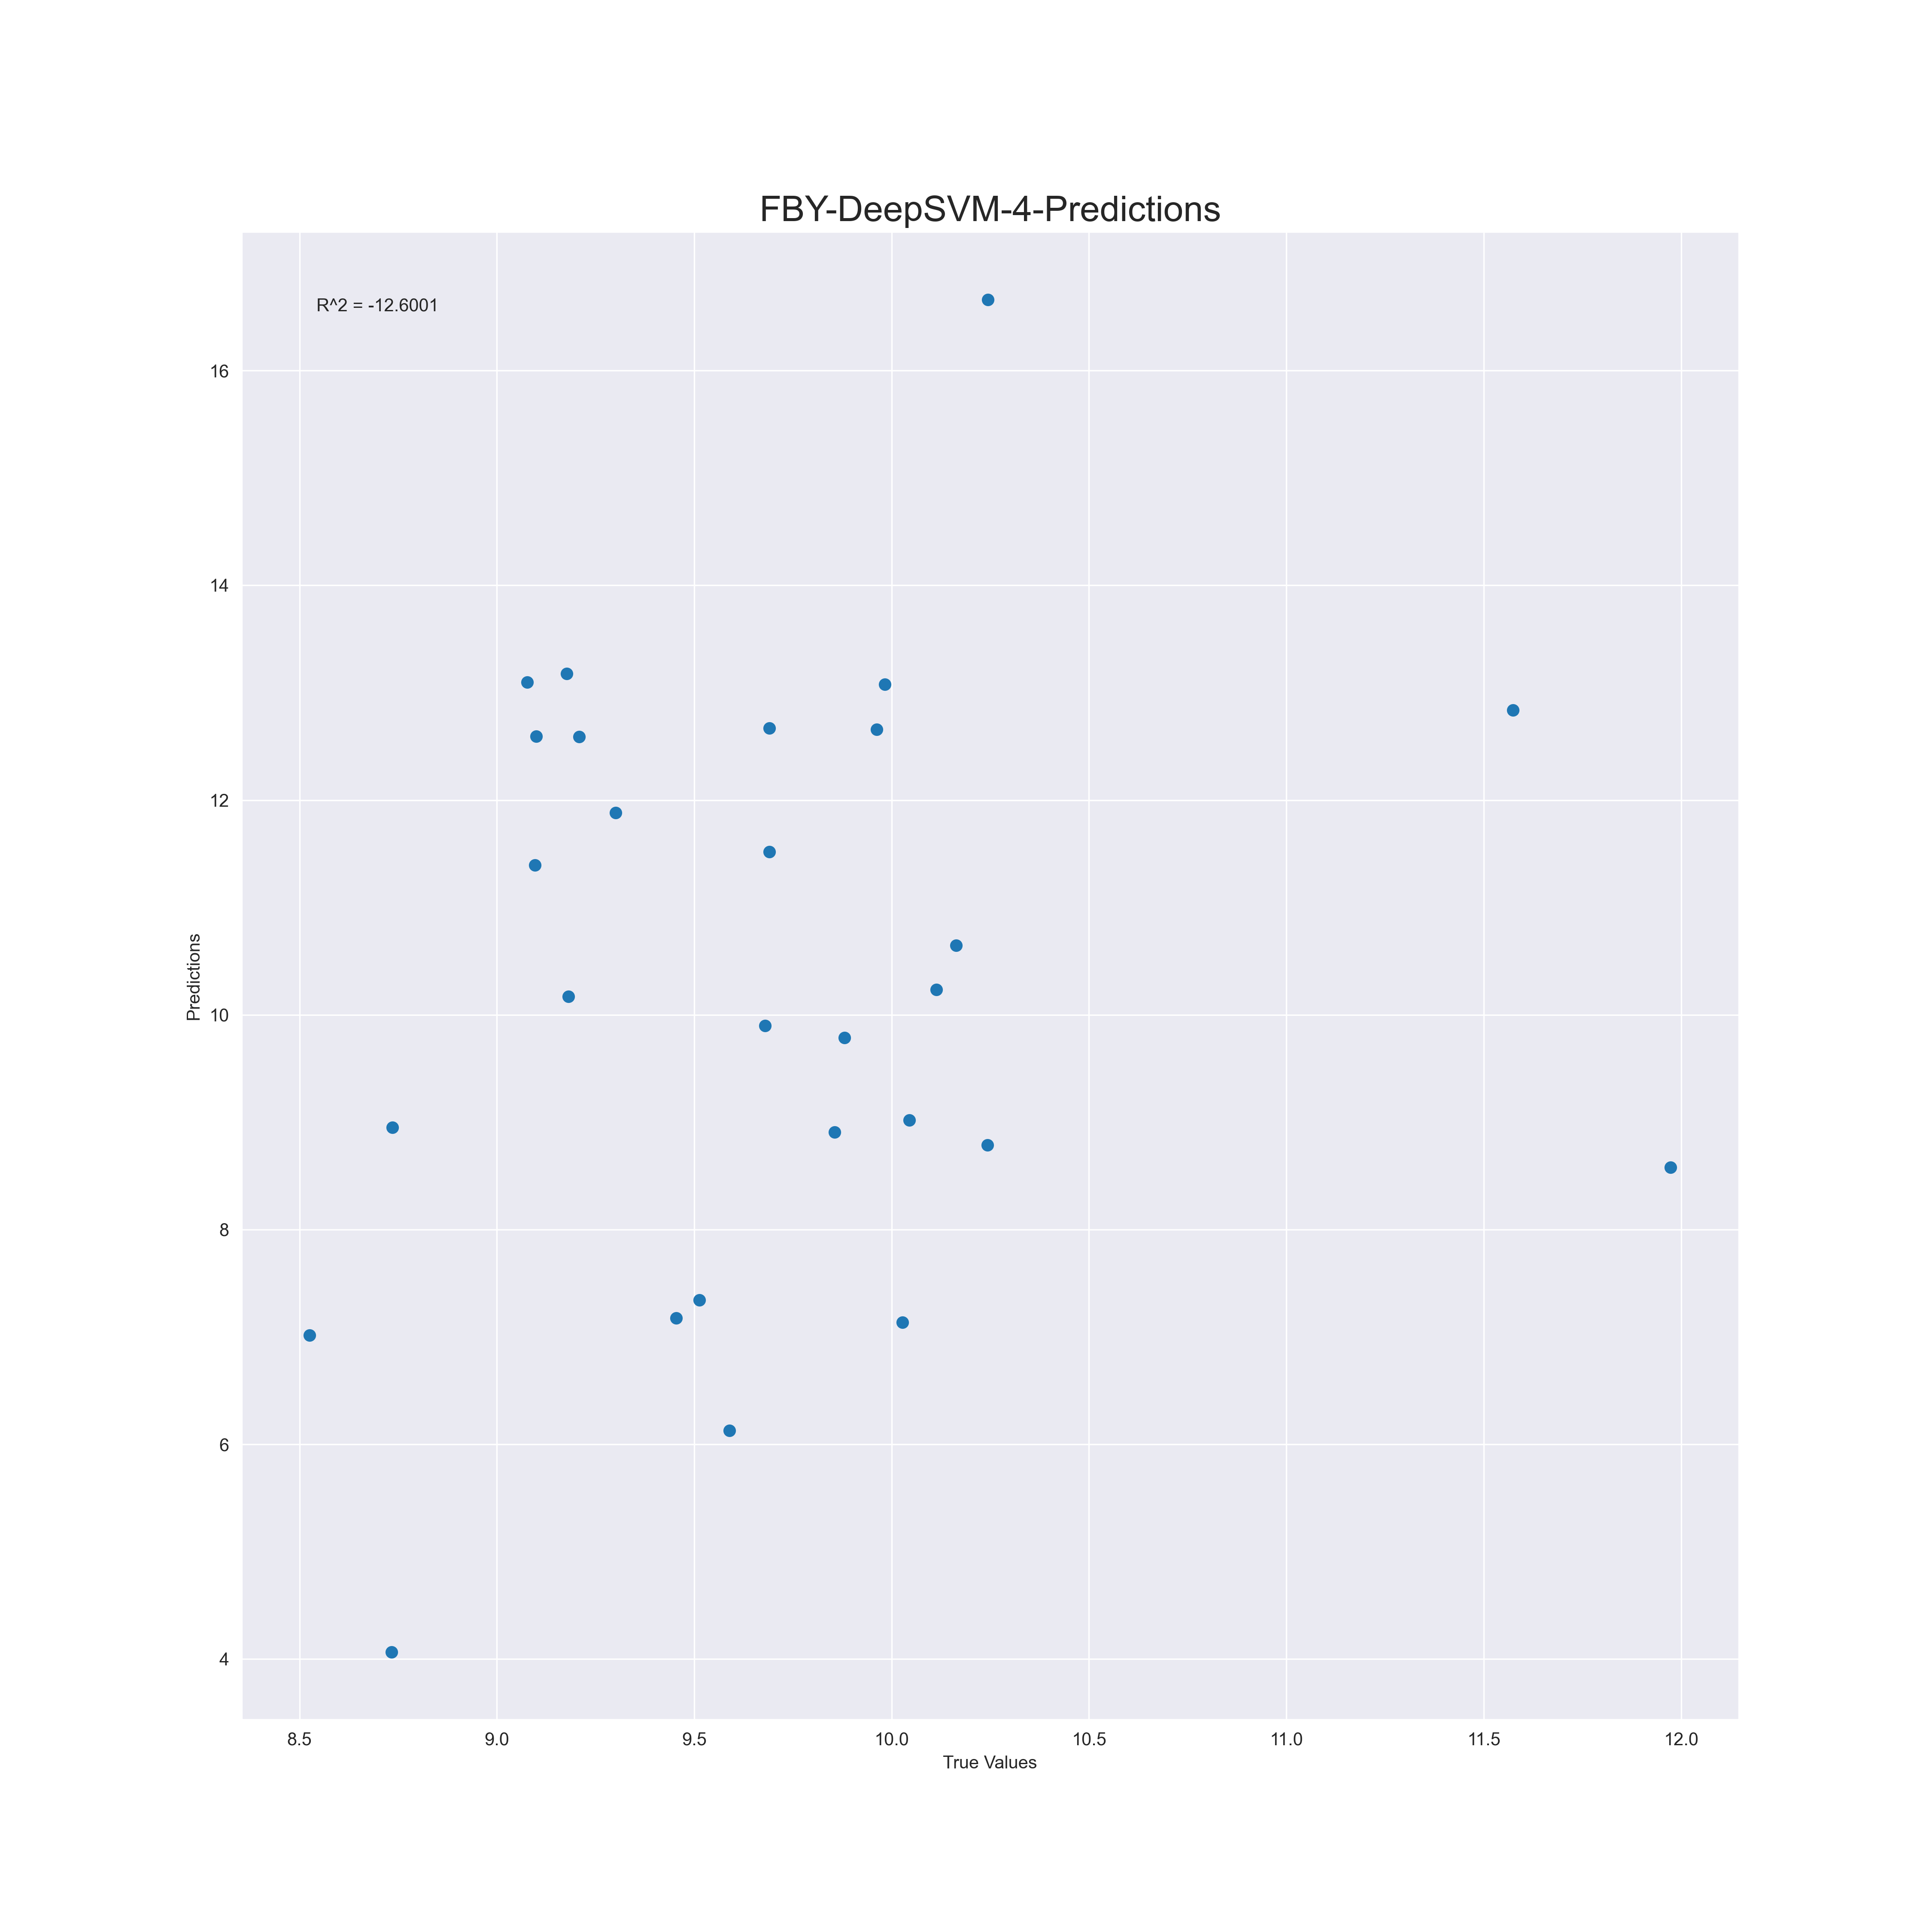 FBY-DeepSVM-4-Predictions
R^2 = -12.6001
16
14
12
10
8
6
4
Predictions
8.5 9.0 9.5 10.0 10.5 11.0 11.5 12.0
True Values